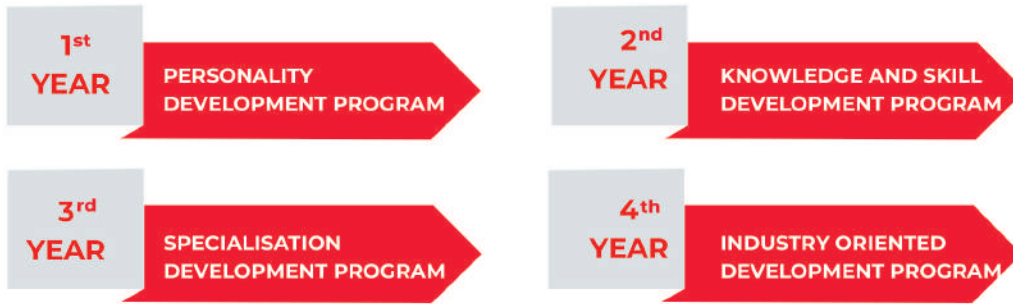 1st
YEAR
PERSONALITY
DEVELOPMENT PROGRAM
2nd
YEAR
KNOWLEDGE AND SKILL
DEVELOPMENT PROGRAM
3rd
YEAR
SPECIALISATION
DEVELOPMENT PROGRAM
4th
YEAR
INDUSTRY ORIENTED
DEVELOPMENT PROGRAM